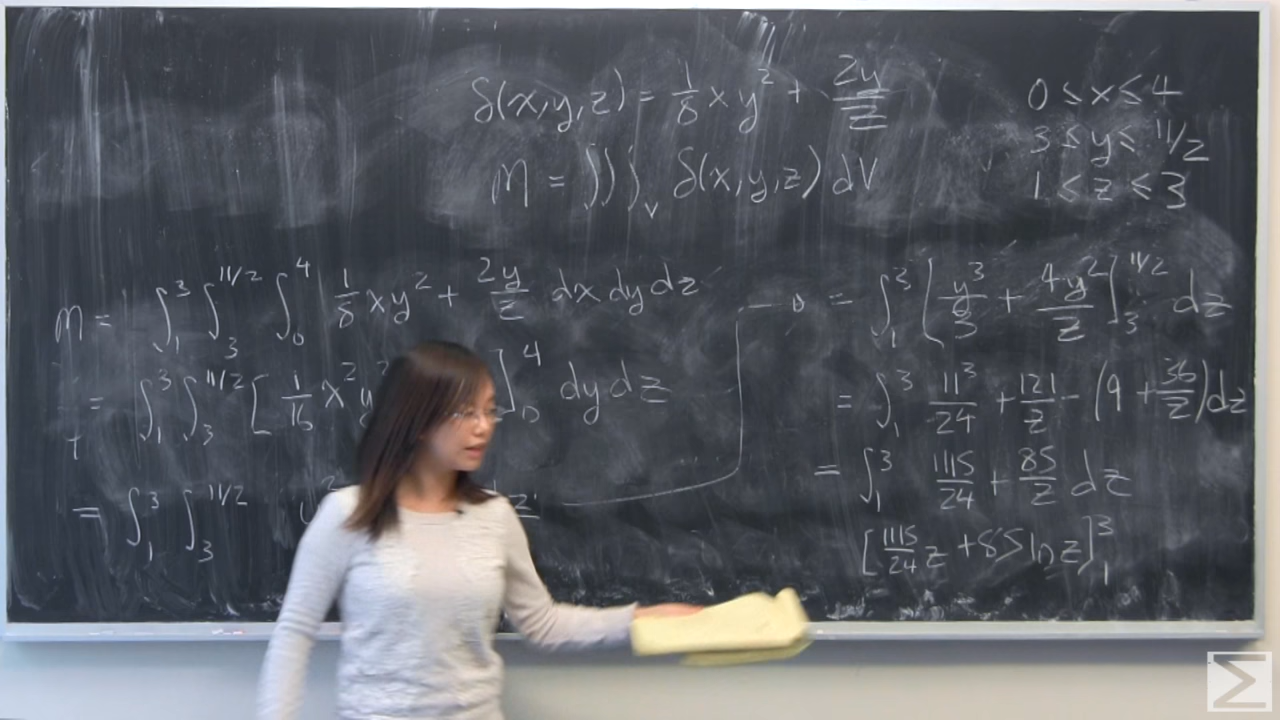 δ(x,y,z) = 1/8 xy² + 2y/z
0 ≤ x ≤ 4
3 ≤ y ≤ 11/2
1 ≤ z ≤ 3
M = ∫∫∫_V δ(x,y,z) dV
M = ∫₁³ ∫₃^(11/2) ∫₀⁴ 1/8 xy² + 2y/z dx dy dz
= ∫₁³ ∫₃^(11/2) [ 1/16 x² y ]₀⁴ dy dz
= ∫₁³ ∫₃^(11/2) dz
= ∫₁³ [ y³/3 + 4y²/z ]₃^(11/2) dz
= ∫₁³ 11³/24 + 121/z - (9 + 36/z) dz
= ∫₁³ 1115/24 + 85/z dz
[ 1115/24 z + 85 ln z ]₁³
Σ